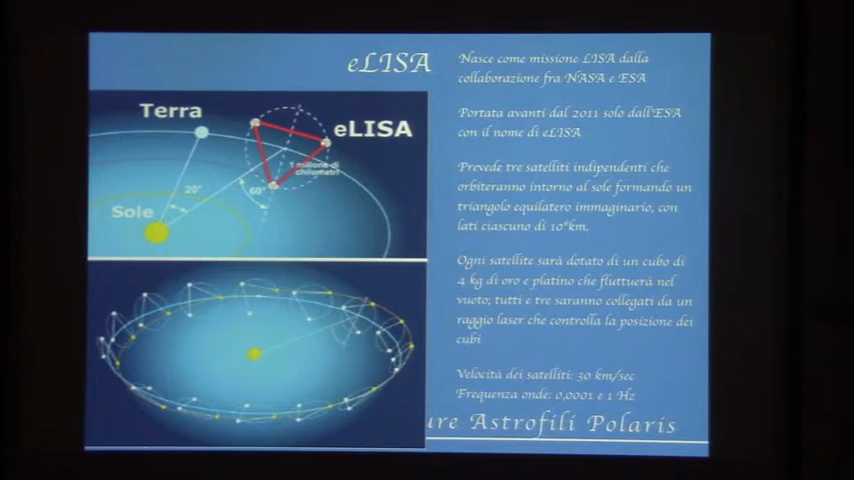 eLISA
Nasce come missione LISA dalla
collaborazione fra NASA e ESA
Portata avanti dal 2011 solo dall'ESA
con il nome di eLISA
Prevede tre satelliti indipendenti che
orbiteranno intorno al sole formando un
triangolo equilatero immaginario, con
lati ciascuno di 10⁶km.
Ogni satellite sarà dotato di un cubo di
4 kg di oro e platino che fluttuerà nel
vuoto; tutti e tre saranno collegati da un
raggio laser che controlla la posizione dei
cubi
Velocità dei satelliti: 30 km/sec
Frequenza onde: 0,0001 e 1 Hz
ure Astrofili Polaris
Terra
eLISA
1 milione di
chilometri
20°
60°
Sole